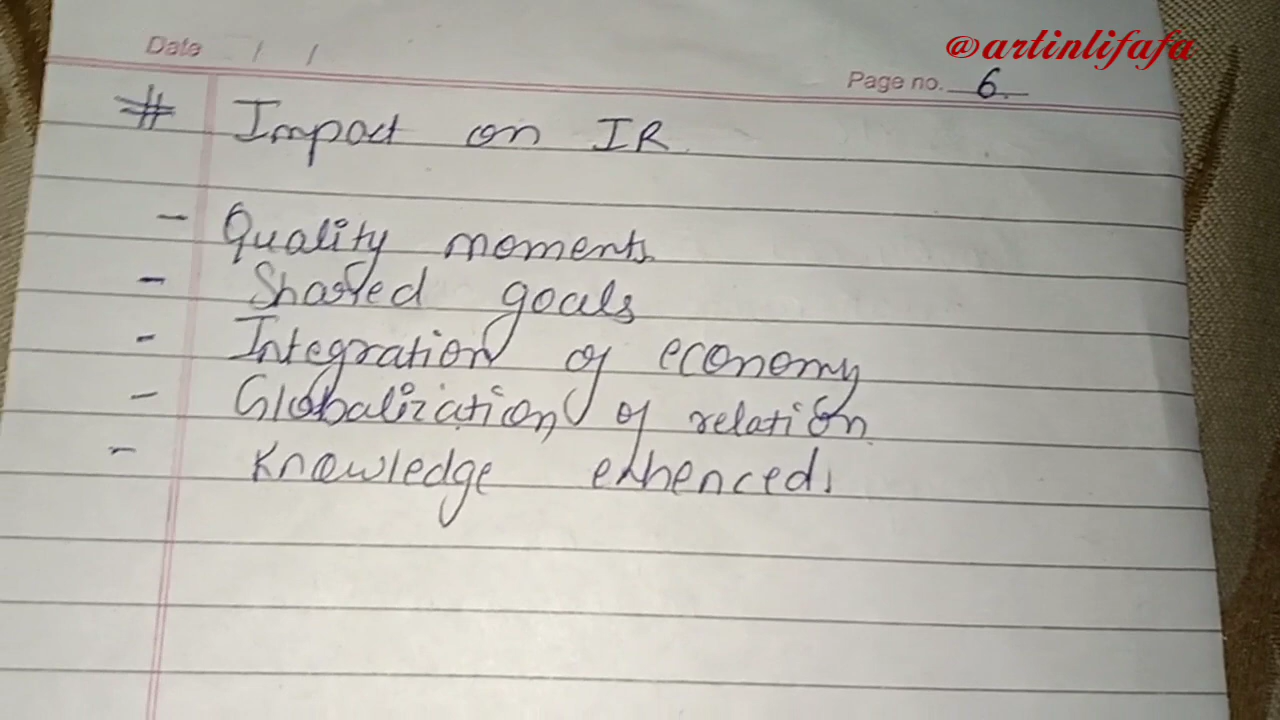 @artinlifafa
Date / /
Page no. 6.
# Impact on IR
- Quality moments
- Shared goals
- Integration of economy
- Globalization of relation
- Knowledge enhenced.